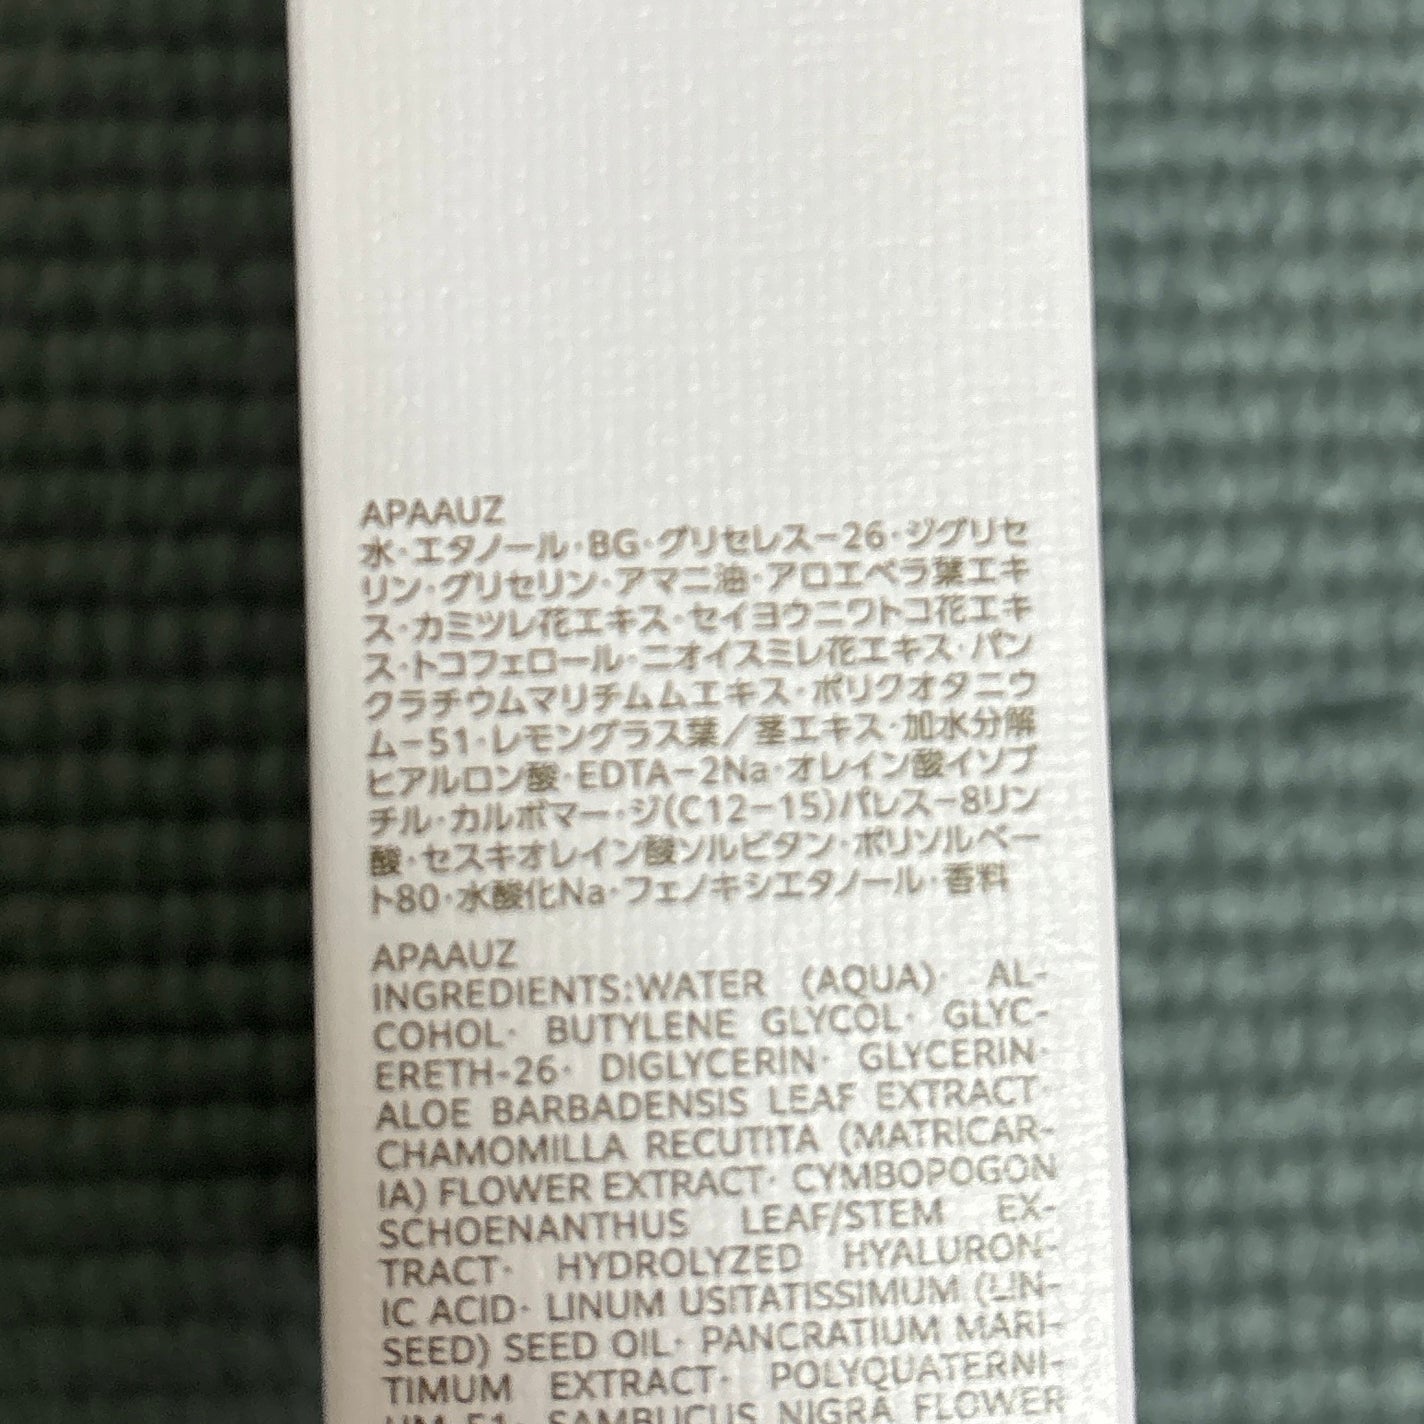 APAAUZ
水・エタノール・BG・グリセレス－26・ジグリセ
リン・グリセリン・アマニ油・アロエベラ葉エキ
ス・カミツレ花エキス・セイヨウニワトコ花エキ
ス・トコフェロール・ニオイスミレ花エキス・パン
クラチウムマリチムムエキス・ポリクオタニウ
ム－51・レモングラス葉／茎エキス・加水分解
ヒアルロン酸・EDTA－2Na・オレイン酸イソブ
チル・カルボマー・ジ(C12－15)パレス－8リン
酸・セスキオレイン酸ソルビタン・ポリソルベー
ト80・水酸化Na・フェノキシエタノール・香料
APAAUZ
INGREDIENTS:WATER (AQUA)・ AL-
COHOL・ BUTYLENE GLYCOL・ GLYC-
ERETH-26・ DIGLYCERIN・ GLYCERIN・
ALOE BARBADENSIS LEAF EXTRACT・
CHAMOMILLA RECUTITA (MATRICAR-
IA) FLOWER EXTRACT・ CYMBOPOGON
SCHOENANTHUS LEAF/STEM EX-
TRACT・ HYDROLYZED HYALURON-
IC ACID・ LINUM USITATISSIMUM (LIN-
SEED) SEED OIL・ PANCRATIUM MARI-
TIMUM EXTRACT・ POLYQUATERNI-
UM-51・ SAMBUCUS NIGRA FLOWER